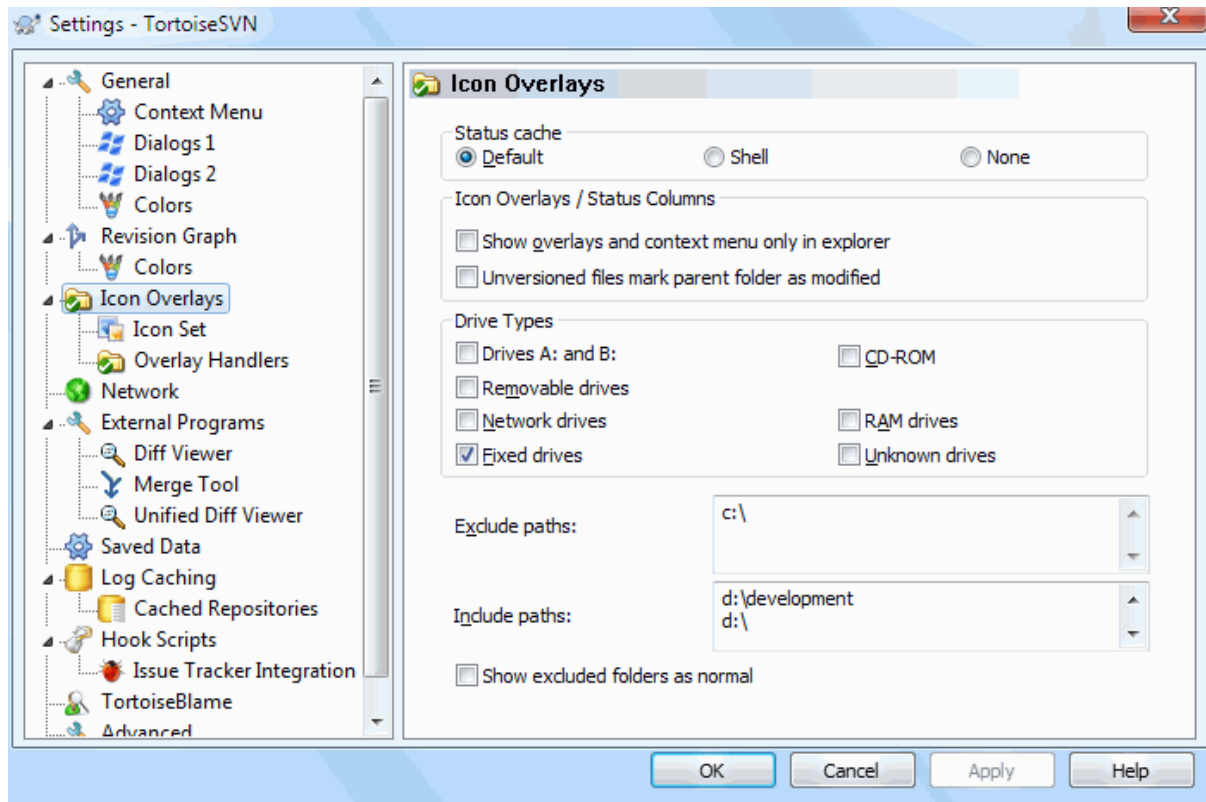 Settings - TortoiseSVN
General
Context Menu
Dialogs 1
Dialogs 2
Colors
Revision Graph
Colors
Icon Overlays
Icon Set
Overlay Handlers
Network
External Programs
Diff Viewer
Merge Tool
Unified Diff Viewer
Saved Data
Log Caching
Cached Repositories
Hook Scripts
Issue Tracker Integration
TortoiseBlame
Advanced
Icon Overlays
Status cache
Default Shell None
Icon Overlays / Status Columns
Show overlays and context menu only in explorer
Unversioned files mark parent folder as modified
Drive Types
Drives A: and B: CD-ROM
Removable drives
Network drives RAM drives
Fixed drives Unknown drives
Exclude paths: c:\
Include paths: d:\development
d:\
Show excluded folders as normal
OK Cancel Apply Help